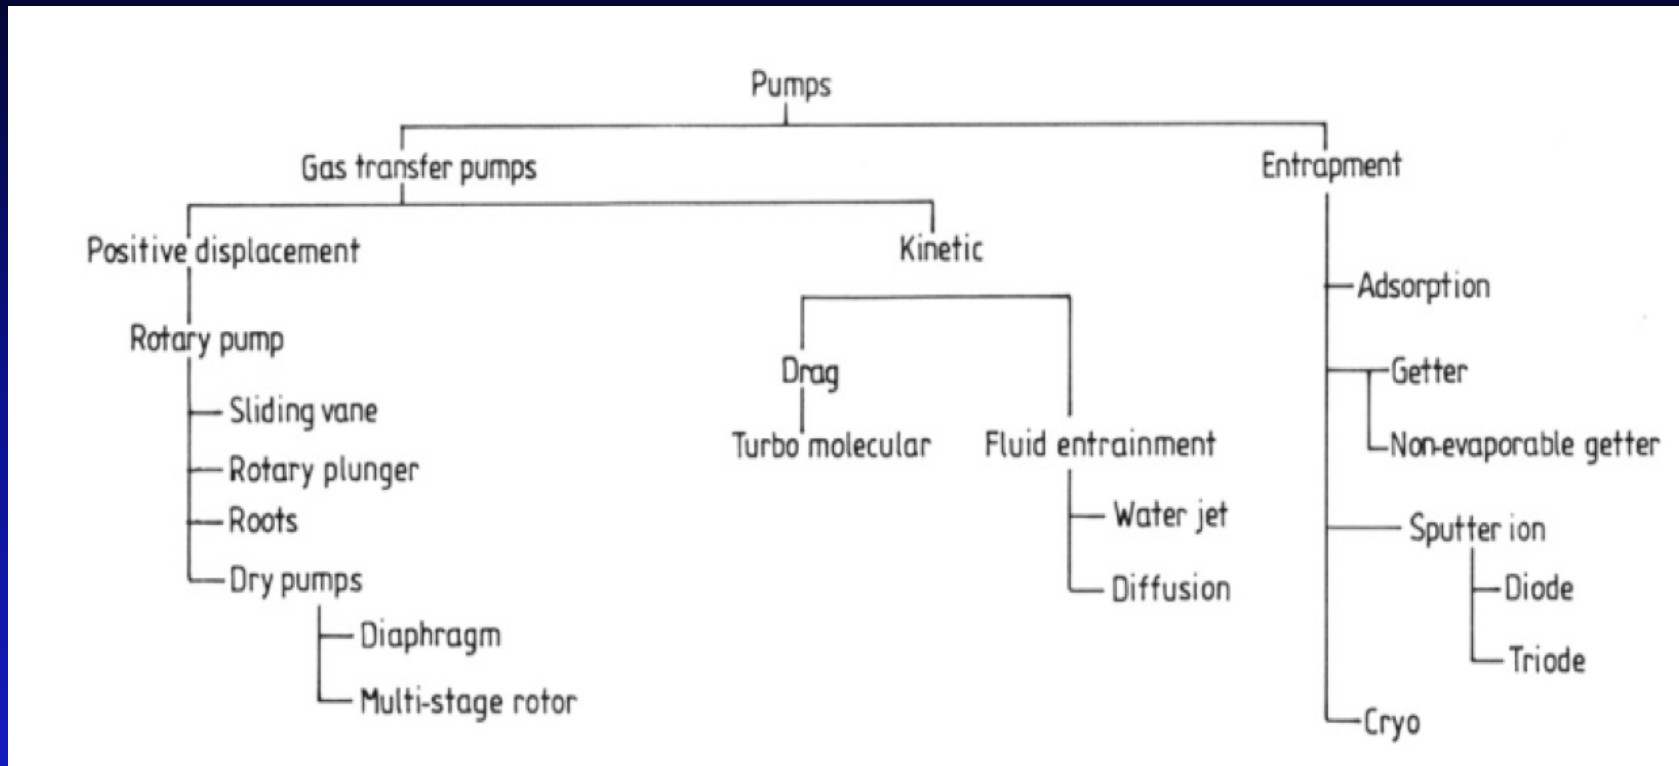 Pumps
Gas transfer pumps
Entrapment
Positive displacement
Kinetic
Rotary pump
Sliding vane
Rotary plunger
Roots
Dry pumps
Diaphragm
Multi-stage rotor
Drag
Turbo molecular
Fluid entrainment
Water jet
Diffusion
Adsorption
Getter
Non-evaporable getter
Sputter ion
Diode
Triode
Cryo